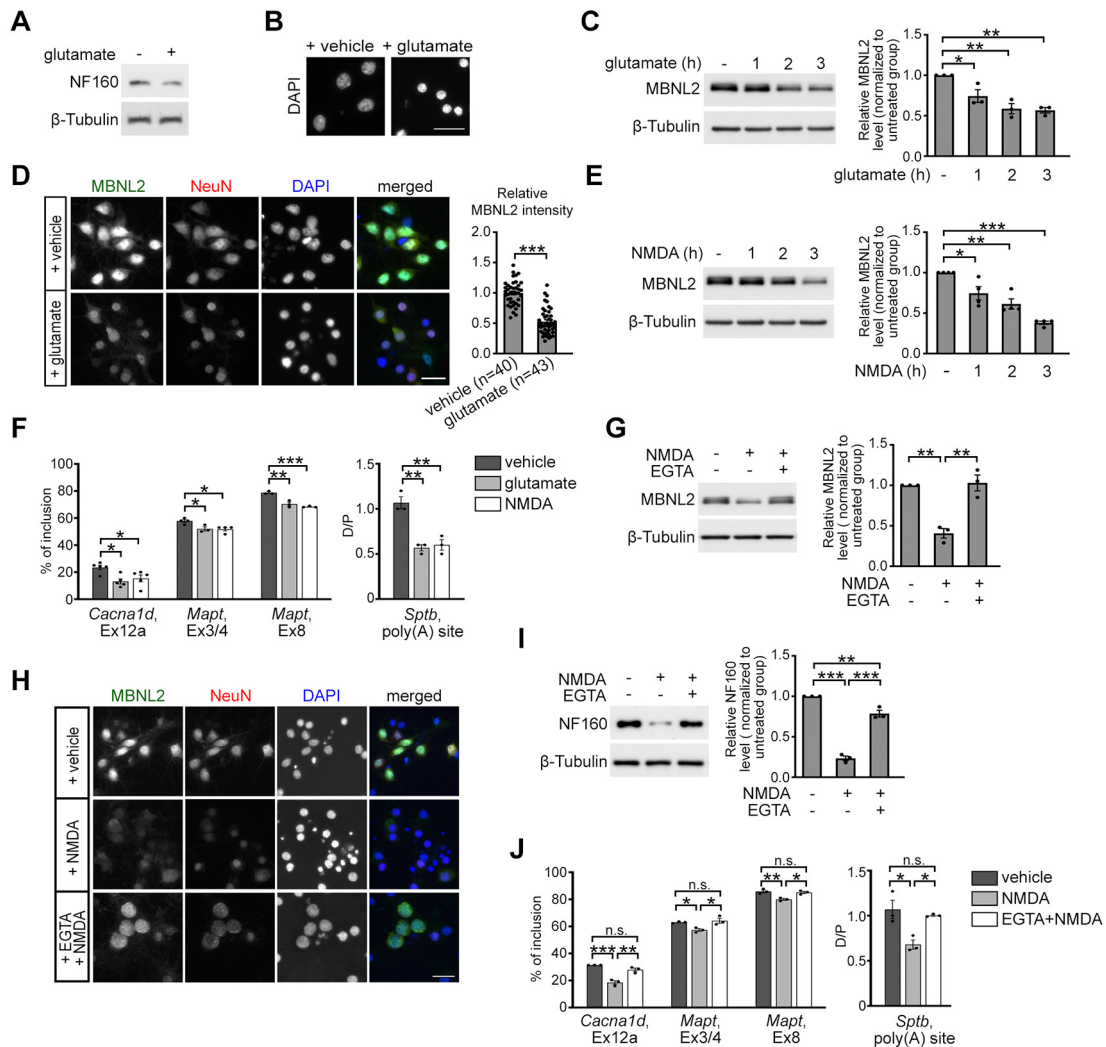 A
glutamate - +
NF160
β-Tubulin
B
+ vehicle + glutamate
DAPI
C
glutamate (h) - 1 2 3
MBNL2
β-Tubulin
Relative MBNL2
level (normalized to
untreated group)
1.5
1.0
0.5
0.0
*
**
**
glutamate (h) - 1 2 3
D
MBNL2 NeuN DAPI merged
+ vehicle
+ glutamate
Relative
MBNL2 intensity
2.0
1.5
1.0
0.5
0.0
***
vehicle (n=40)
glutamate (n=43)
E
NMDA (h) - 1 2 3
MBNL2
β-Tubulin
Relative MBNL2
level (normalized to
untreated group)
1.5
1.0
0.5
0.0
*
**
***
NMDA (h) - 1 2 3
F
% of inclusion
100
80
60
40
20
0
* *
* *
** ***
Cacna1d,
Ex12a
Mapt,
Ex3/4
Mapt,
Ex8
D/P
1.5
1.0
0.5
0
** **
Sptb,
poly(A) site
vehicle
glutamate
NMDA
G
NMDA - + +
EGTA - - +
MBNL2
β-Tubulin
Relative MBNL2
level ( normalized to
untreated group)
1.5
1.0
0.5
0.0
** **
NMDA - + +
EGTA - - +
H
MBNL2 NeuN DAPI merged
+ vehicle
+ NMDA
+ EGTA
+ NMDA
I
NMDA - + +
EGTA - - +
NF160
β-Tubulin
Relative NF160
level ( normalized to
untreated group)
1.5
1.0
0.5
0.0
**
*** ***
NMDA - + +
EGTA - - +
J
% of inclusion
100
80
60
40
20
0
n.s.
*** **
n.s.
* *
n.s.
** *
Cacna1d,
Ex12a
Mapt,
Ex3/4
Mapt,
Ex8
D/P
1.5
1.0
0.5
0
n.s.
* *
Sptb,
poly(A) site
vehicle
NMDA
EGTA+NMDA